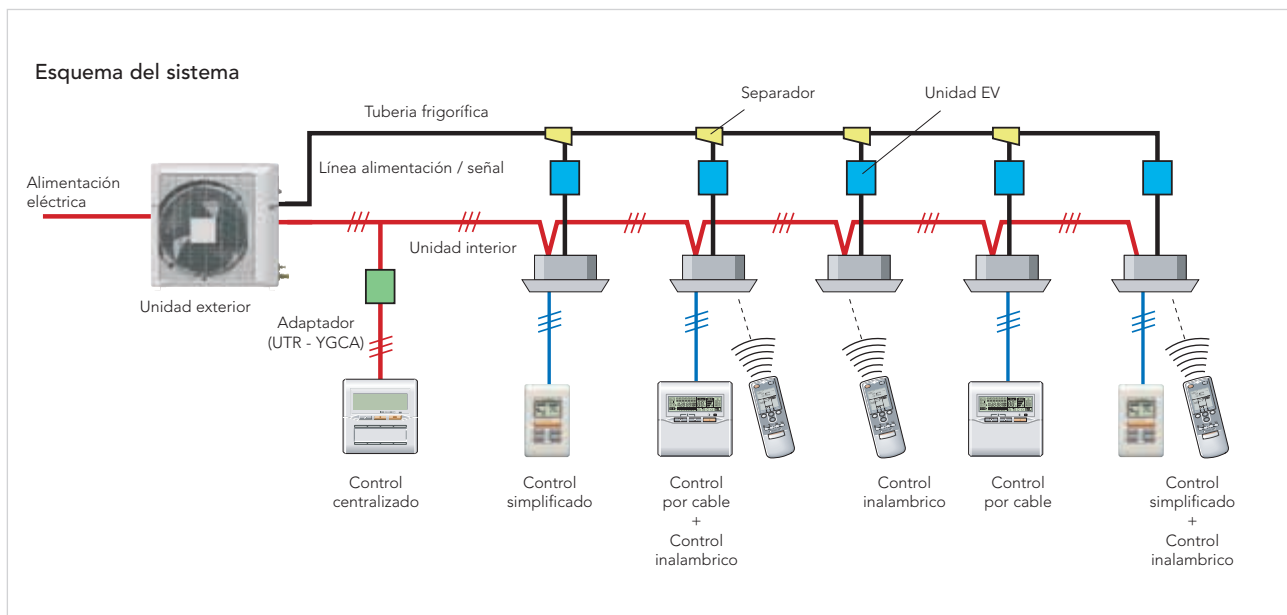 Esquema del sistema
Separador
Unidad EV
Tuberia frigorífica
Línea alimentación / señal
Alimentación
eléctrica
Unidad interior
Unidad exterior
Adaptador
(UTR - YGCA)
Control
centralizado
Control
simplificado
Control
por cable
+
Control
inalambrico
Control
inalambrico
Control
por cable
Control
simplificado
+
Control
inalambrico